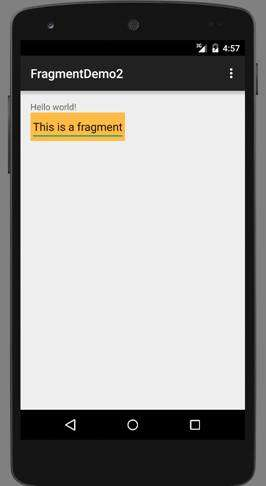 4:57
FragmentDemo2
Hello world!
This is a fragment